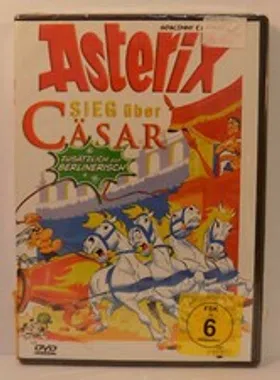 Asterix
SIEG über
CÄSAR
ZUSÄTZLICH auf
BERLINERISCH
FSK
6
DVD